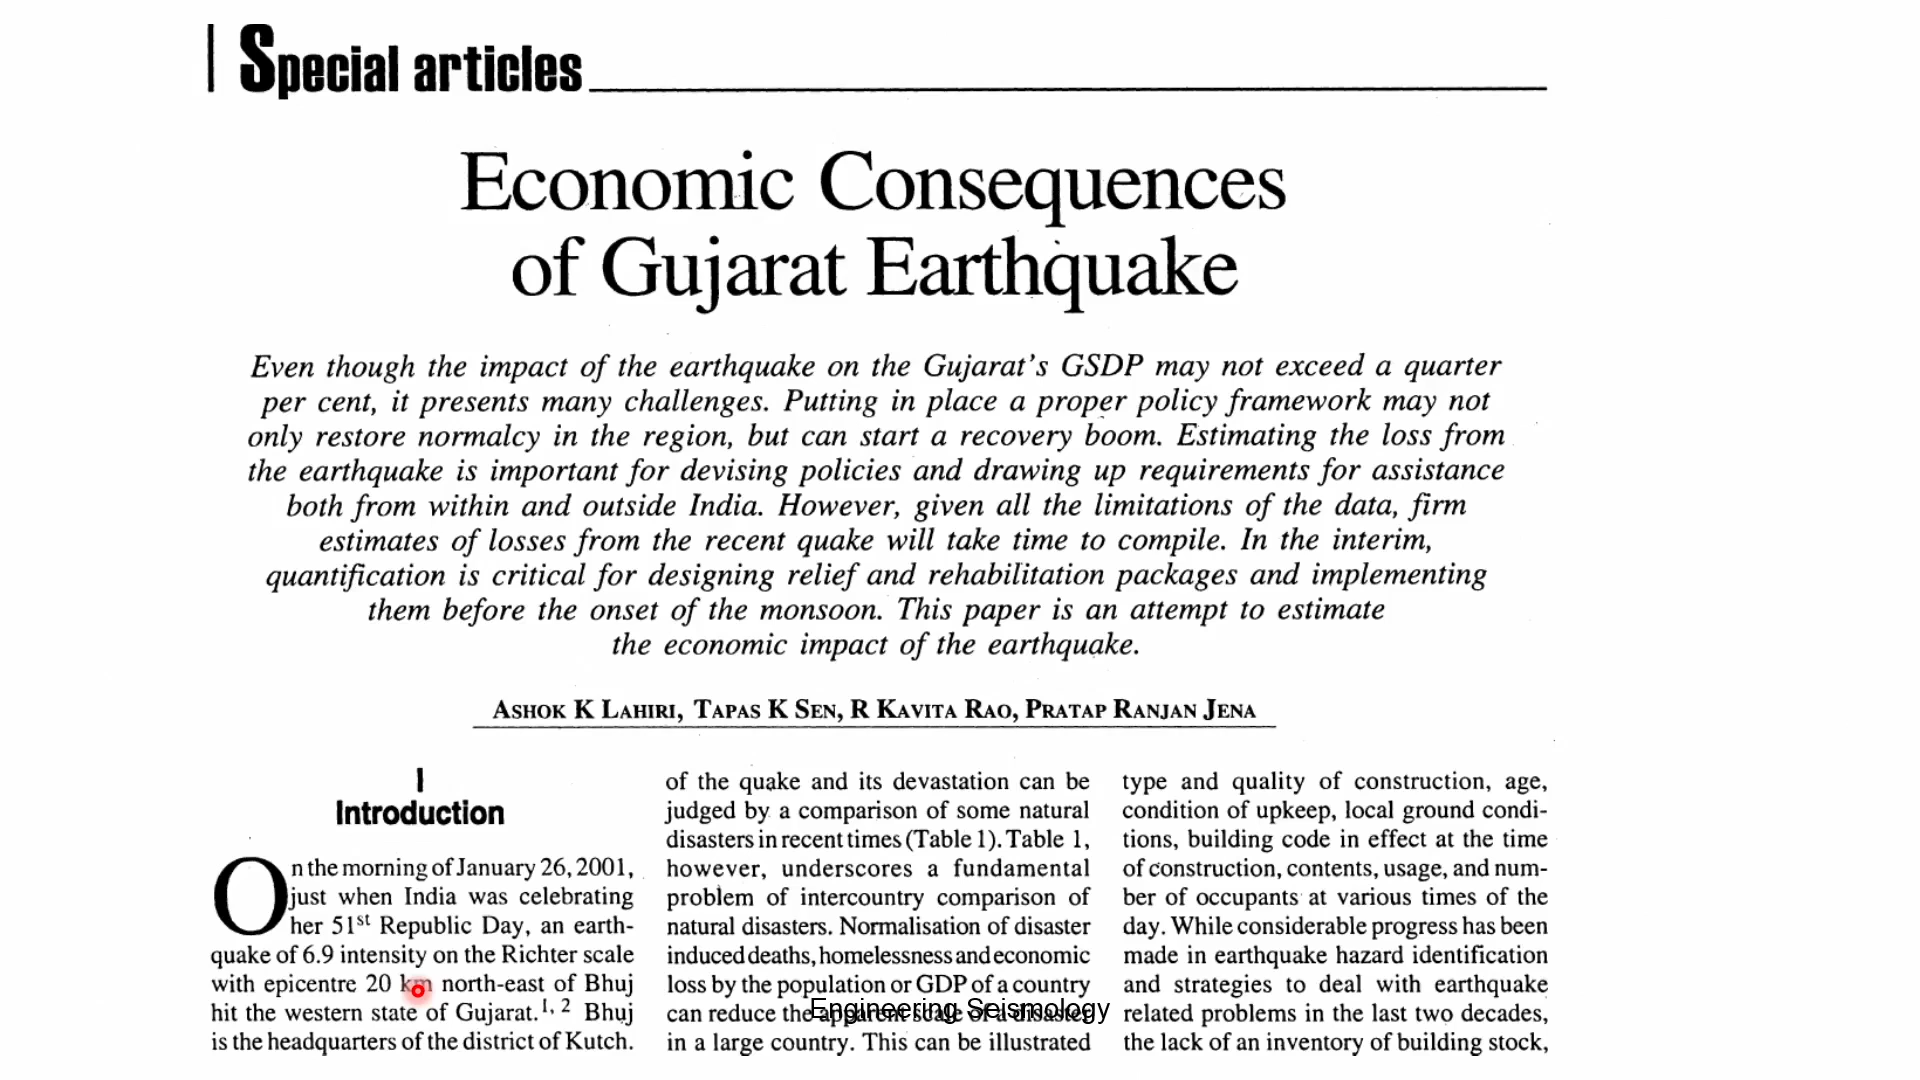 Special articles
Economic Consequences
of Gujarat Earthquake
Even though the impact of the earthquake on the Gujarat's GSDP may not exceed a quarter
per cent, it presents many challenges. Putting in place a proper policy framework may not
only restore normalcy in the region, but can start a recovery boom. Estimating the loss from
the earthquake is important for devising policies and drawing up requirements for assistance
both from within and outside India. However, given all the limitations of the data, firm
estimates of losses from the recent quake will take time to compile. In the interim,
quantification is critical for designing relief and rehabilitation packages and implementing
them before the onset of the monsoon. This paper is an attempt to estimate
the economic impact of the earthquake.
ASHOK K LAHIRI, TAPAS K SEN, R KAVITA RAO, PRATAP RANJAN JENA
I
Introduction
On the morning of January 26, 2001,
just when India was celebrating
her 51st Republic Day, an earth-
quake of 6.9 intensity on the Richter scale
with epicentre 20 km north-east of Bhuj
hit the western state of Gujarat.1, 2 Bhuj
is the headquarters of the district of Kutch.
of the quake and its devastation can be
judged by a comparison of some natural
disasters in recent times (Table 1). Table 1,
however, underscores a fundamental
problem of intercountry comparison of
natural disasters. Normalisation of disaster
induced deaths, homelessness and economic
loss by the population or GDP of a country
can reduce the apparent scale of a disaster
in a large country. This can be illustrated
type and quality of construction, age,
condition of upkeep, local ground condi-
tions, building code in effect at the time
of construction, contents, usage, and num-
ber of occupants at various times of the
day. While considerable progress has been
made in earthquake hazard identification
and strategies to deal with earthquake
related problems in the last two decades,
the lack of an inventory of building stock,
Engineering Seismology